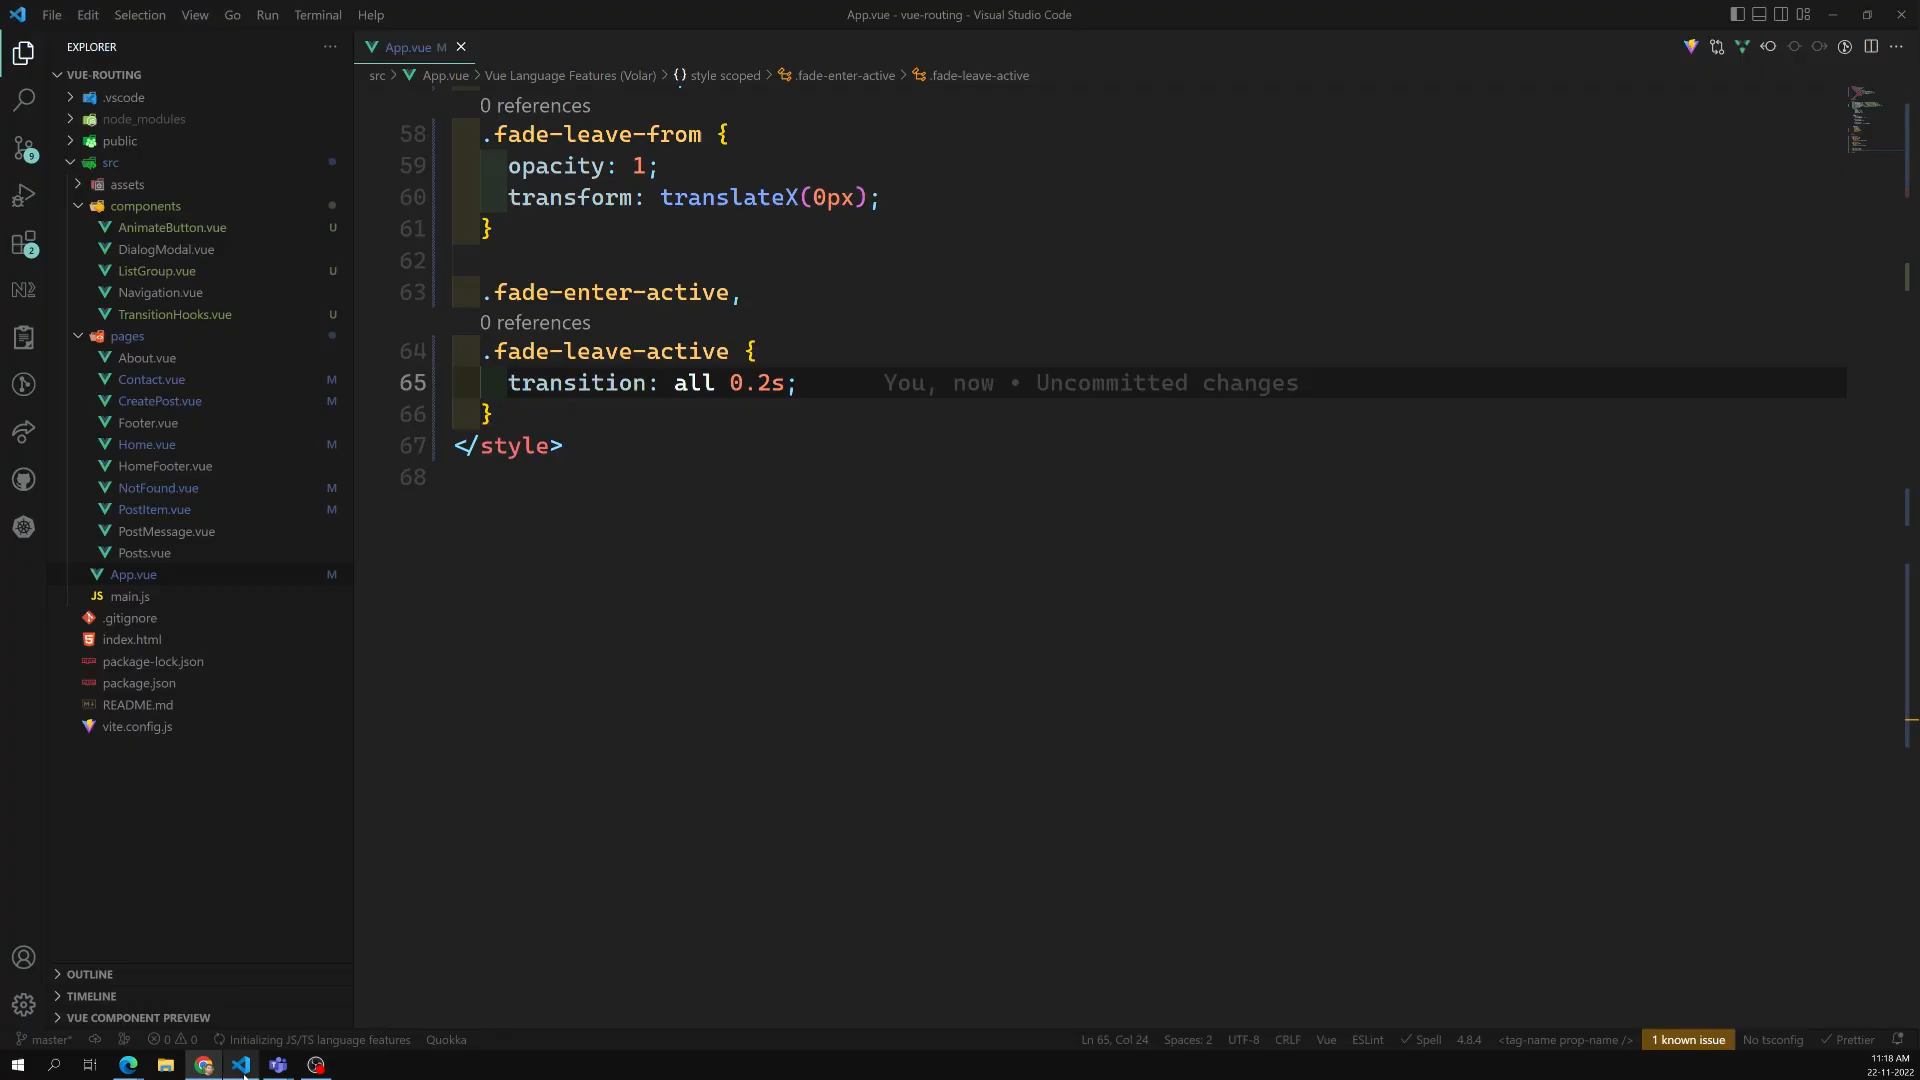 File Edit Selection View Go Run Terminal Help
App.vue - vue-routing - Visual Studio Code
EXPLORER
VUE-ROUTING
.vscode
node_modules
public
src
assets
components
AnimateButton.vue U
DialogModal.vue
ListGroup.vue U
Navigation.vue
TransitionHooks.vue U
pages
About.vue
Contact.vue M
CreatePost.vue M
Footer.vue
Home.vue M
HomeFooter.vue
NotFound.vue M
PostItem.vue M
PostMessage.vue
Posts.vue
App.vue M
JS main.js
.gitignore
index.html
package-lock.json
package.json
README.md
vite.config.js
OUTLINE
TIMELINE
VUE COMPONENT PREVIEW
9
2
App.vue M
src > App.vue > Vue Language Features (Volar) > {} style scoped > .fade-enter-active > .fade-leave-active
0 references
58 .fade-leave-from {
59 opacity: 1;
60 transform: translateX(0px);
61 }
62
63 .fade-enter-active,
0 references
64 .fade-leave-active {
65 transition: all 0.2s; You, now • Uncommitted changes
66 }
67 </style>
68
master* 0 0 Initializing JS/TS language features Quokka
Ln 65, Col 24 Spaces: 2 UTF-8 CRLF Vue ESLint Spell 4.8.4 <tag-name prop-name /> 1 known issue No tsconfig Prettier
11:18 AM
22-11-2022